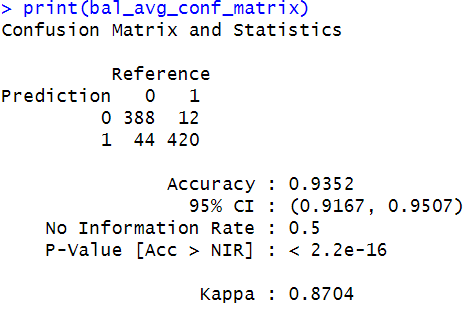 > print(bal_avg_conf_matrix)
Confusion Matrix and Statistics
Reference
Prediction 0 1
0 388 12
1 44 420
Accuracy : 0.9352
95% CI : (0.9167, 0.9507)
No Information Rate : 0.5
P-Value [Acc > NIR] : < 2.2e-16
Kappa : 0.8704